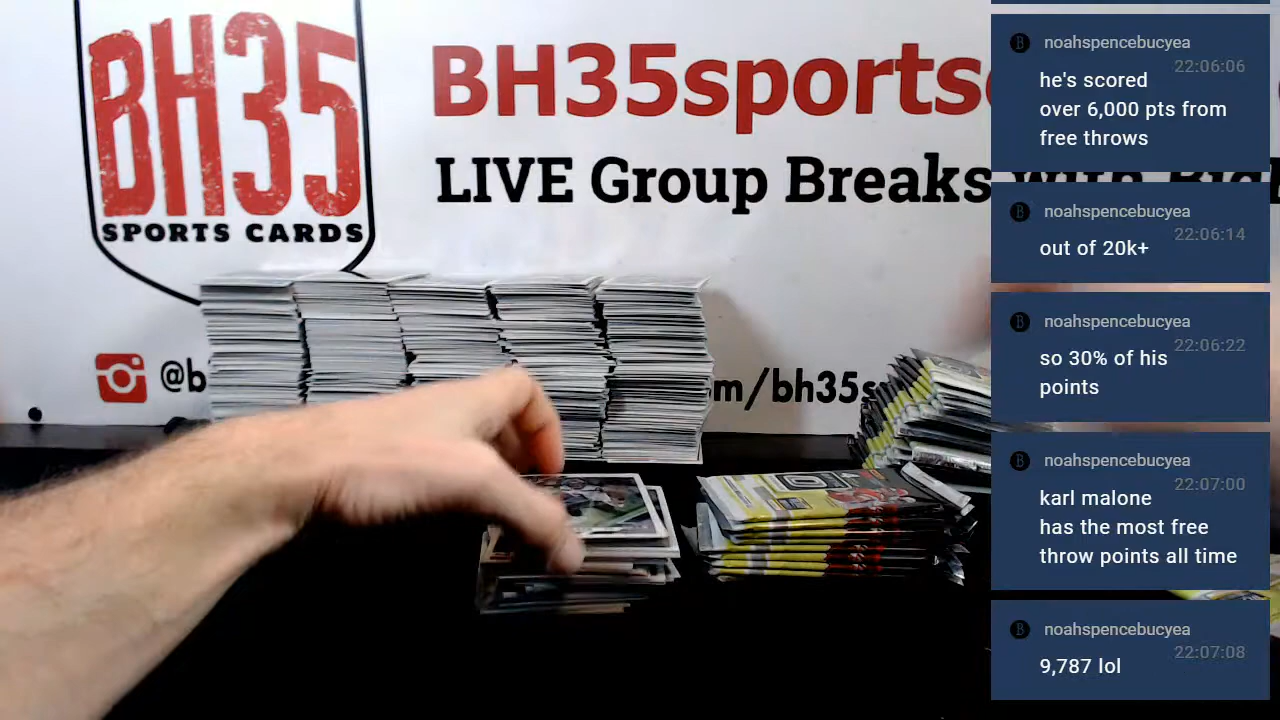 BH35
SPORTS CARDS
BH35sports
LIVE Group Breaks with
@b
m/bh35s
noahspencebucyea
22:06:06
he's scored
over 6,000 pts from
free throws
noahspencebucyea
22:06:14
out of 20k+
noahspencebucyea
22:06:22
so 30% of his
points
noahspencebucyea
22:07:00
karl malone
has the most free
throw points all time
noahspencebucyea
22:07:08
9,787 lol